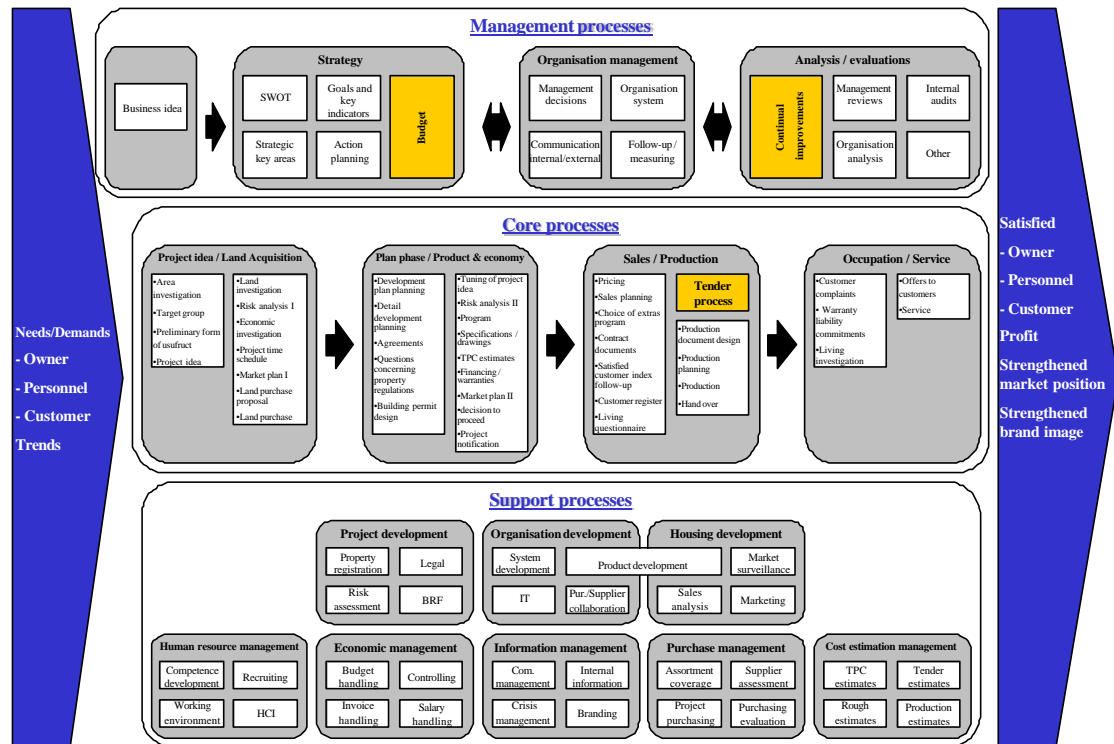 Management processes
Business idea
Strategy
SWOT
Goals and
key
indicators
Strategic
key areas
Action
planning
Budget
Organisation management
Management
decisions
Organisation
system
Communication
internal/external
Follow-up /
measuring
Analysis / evaluations
Continual
improvements
Management
reviews
Internal
audits
Organisation
analysis
Other
Needs/Demands
- Owner
- Personnel
- Customer
Trends
Core processes
Project idea / Land Acquisition
•Area
investigation
•Target group
•Preliminary form
of usufruct
•Project idea
•Land
investigation
•Risk analysis I
•Economic
investigation
•Project time
schedule
•Market plan I
•Land purchase
proposal
•Land purchase
Plan phase / Product & economy
•Development
plan planning
•Detail
development
planning
•Agreements
•Questions
concerning
property
regulations
•Building permit
design
•Tuning of project
idea
•Risk analysis II
•Program
•Specifications /
drawings
•TPC estimates
•Financing /
warranties
•Market plan II
•decision to
proceed
•Project
notification
Sales / Production
•Pricing
•Sales planning
•Choice of extras
program
•Contract
documents
•Satisfied
customer index
follow-up
•Customer register
•Living
questionnaire
Tender
process
•Production
document design
•Production
planning
•Production
•Hand over
Occupation / Service
•Customer
complaints
• Warranty
liability
commitments
•Living
investigation
•Offers to
customers
•Service
Satisfied
- Owner
- Personnel
- Customer
Profit
Strengthened
market position
Strengthened
brand image
Support processes
Project development
Property
registration
Legal
Risk
assessment
BRF
Organisation development
System
development
Product development
IT
Pur./Supplier
collaboration
Housing development
Market
surveillance
Sales
analysis
Marketing
Human resource management
Competence
development
Recruiting
Working
environment
HCI
Economic management
Budget
handling
Controlling
Invoice
handling
Salary
handling
Information management
Com.
management
Internal
information
Crisis
management
Branding
Purchase management
Assortment
coverage
Supplier
assessment
Project
purchasing
Purchasing
evaluation
Cost estimation management
TPC
estimates
Tender
estimates
Rough
estimates
Production
estimates